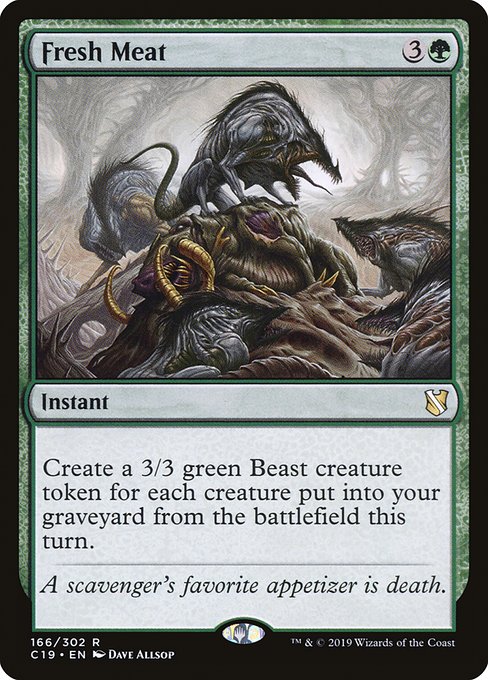 Fresh Meat 3
Instant
Create a 3/3 green Beast creature
token for each creature put into your
graveyard from the battlefield this
turn.
A scavenger's favorite appetizer is death.
166/302 R
™ & © 2019 Wizards of the Coast
C19 • EN Dave Allsop